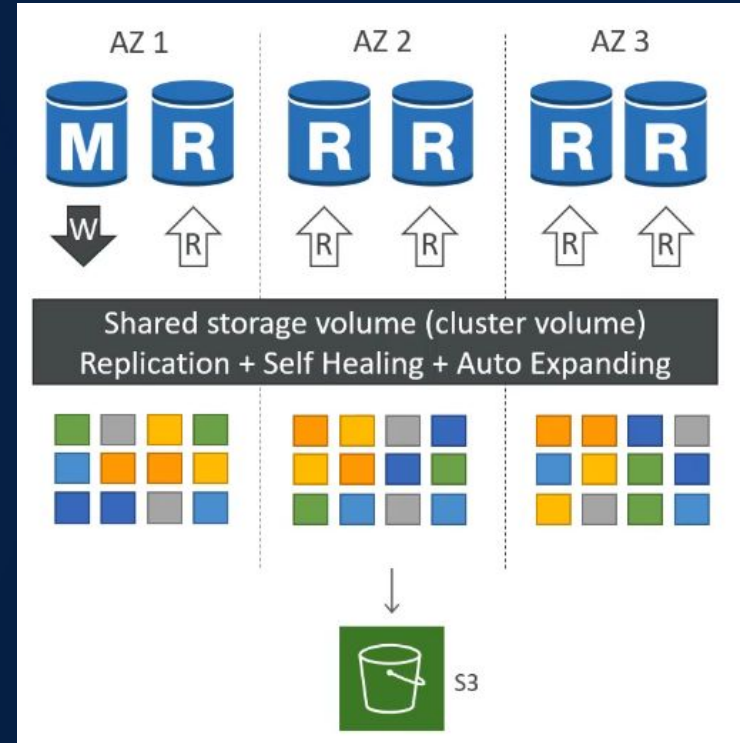 AZ 1 AZ 2 AZ 3
M R R R R R
W R R R R R
Shared storage volume (cluster volume)
Replication + Self Healing + Auto Expanding
S3